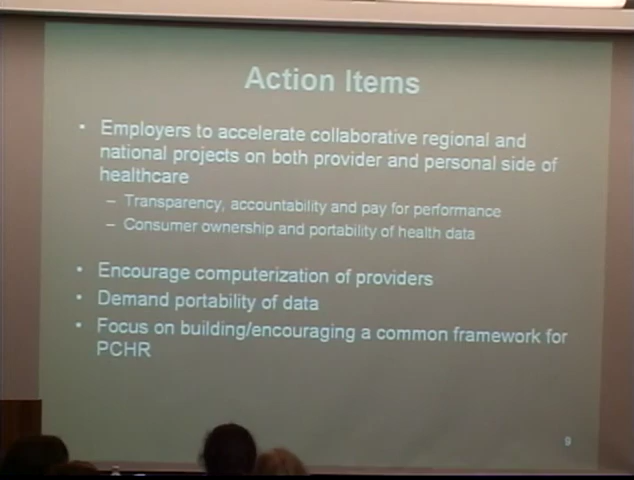 Action Items
• Employers to accelerate collaborative regional and
national projects on both provider and personal side of
healthcare
– Transparency, accountability and pay for performance
– Consumer ownership and portability of health data
• Encourage computerization of providers
• Demand portability of data
• Focus on building/encouraging a common framework for
PCHR
9